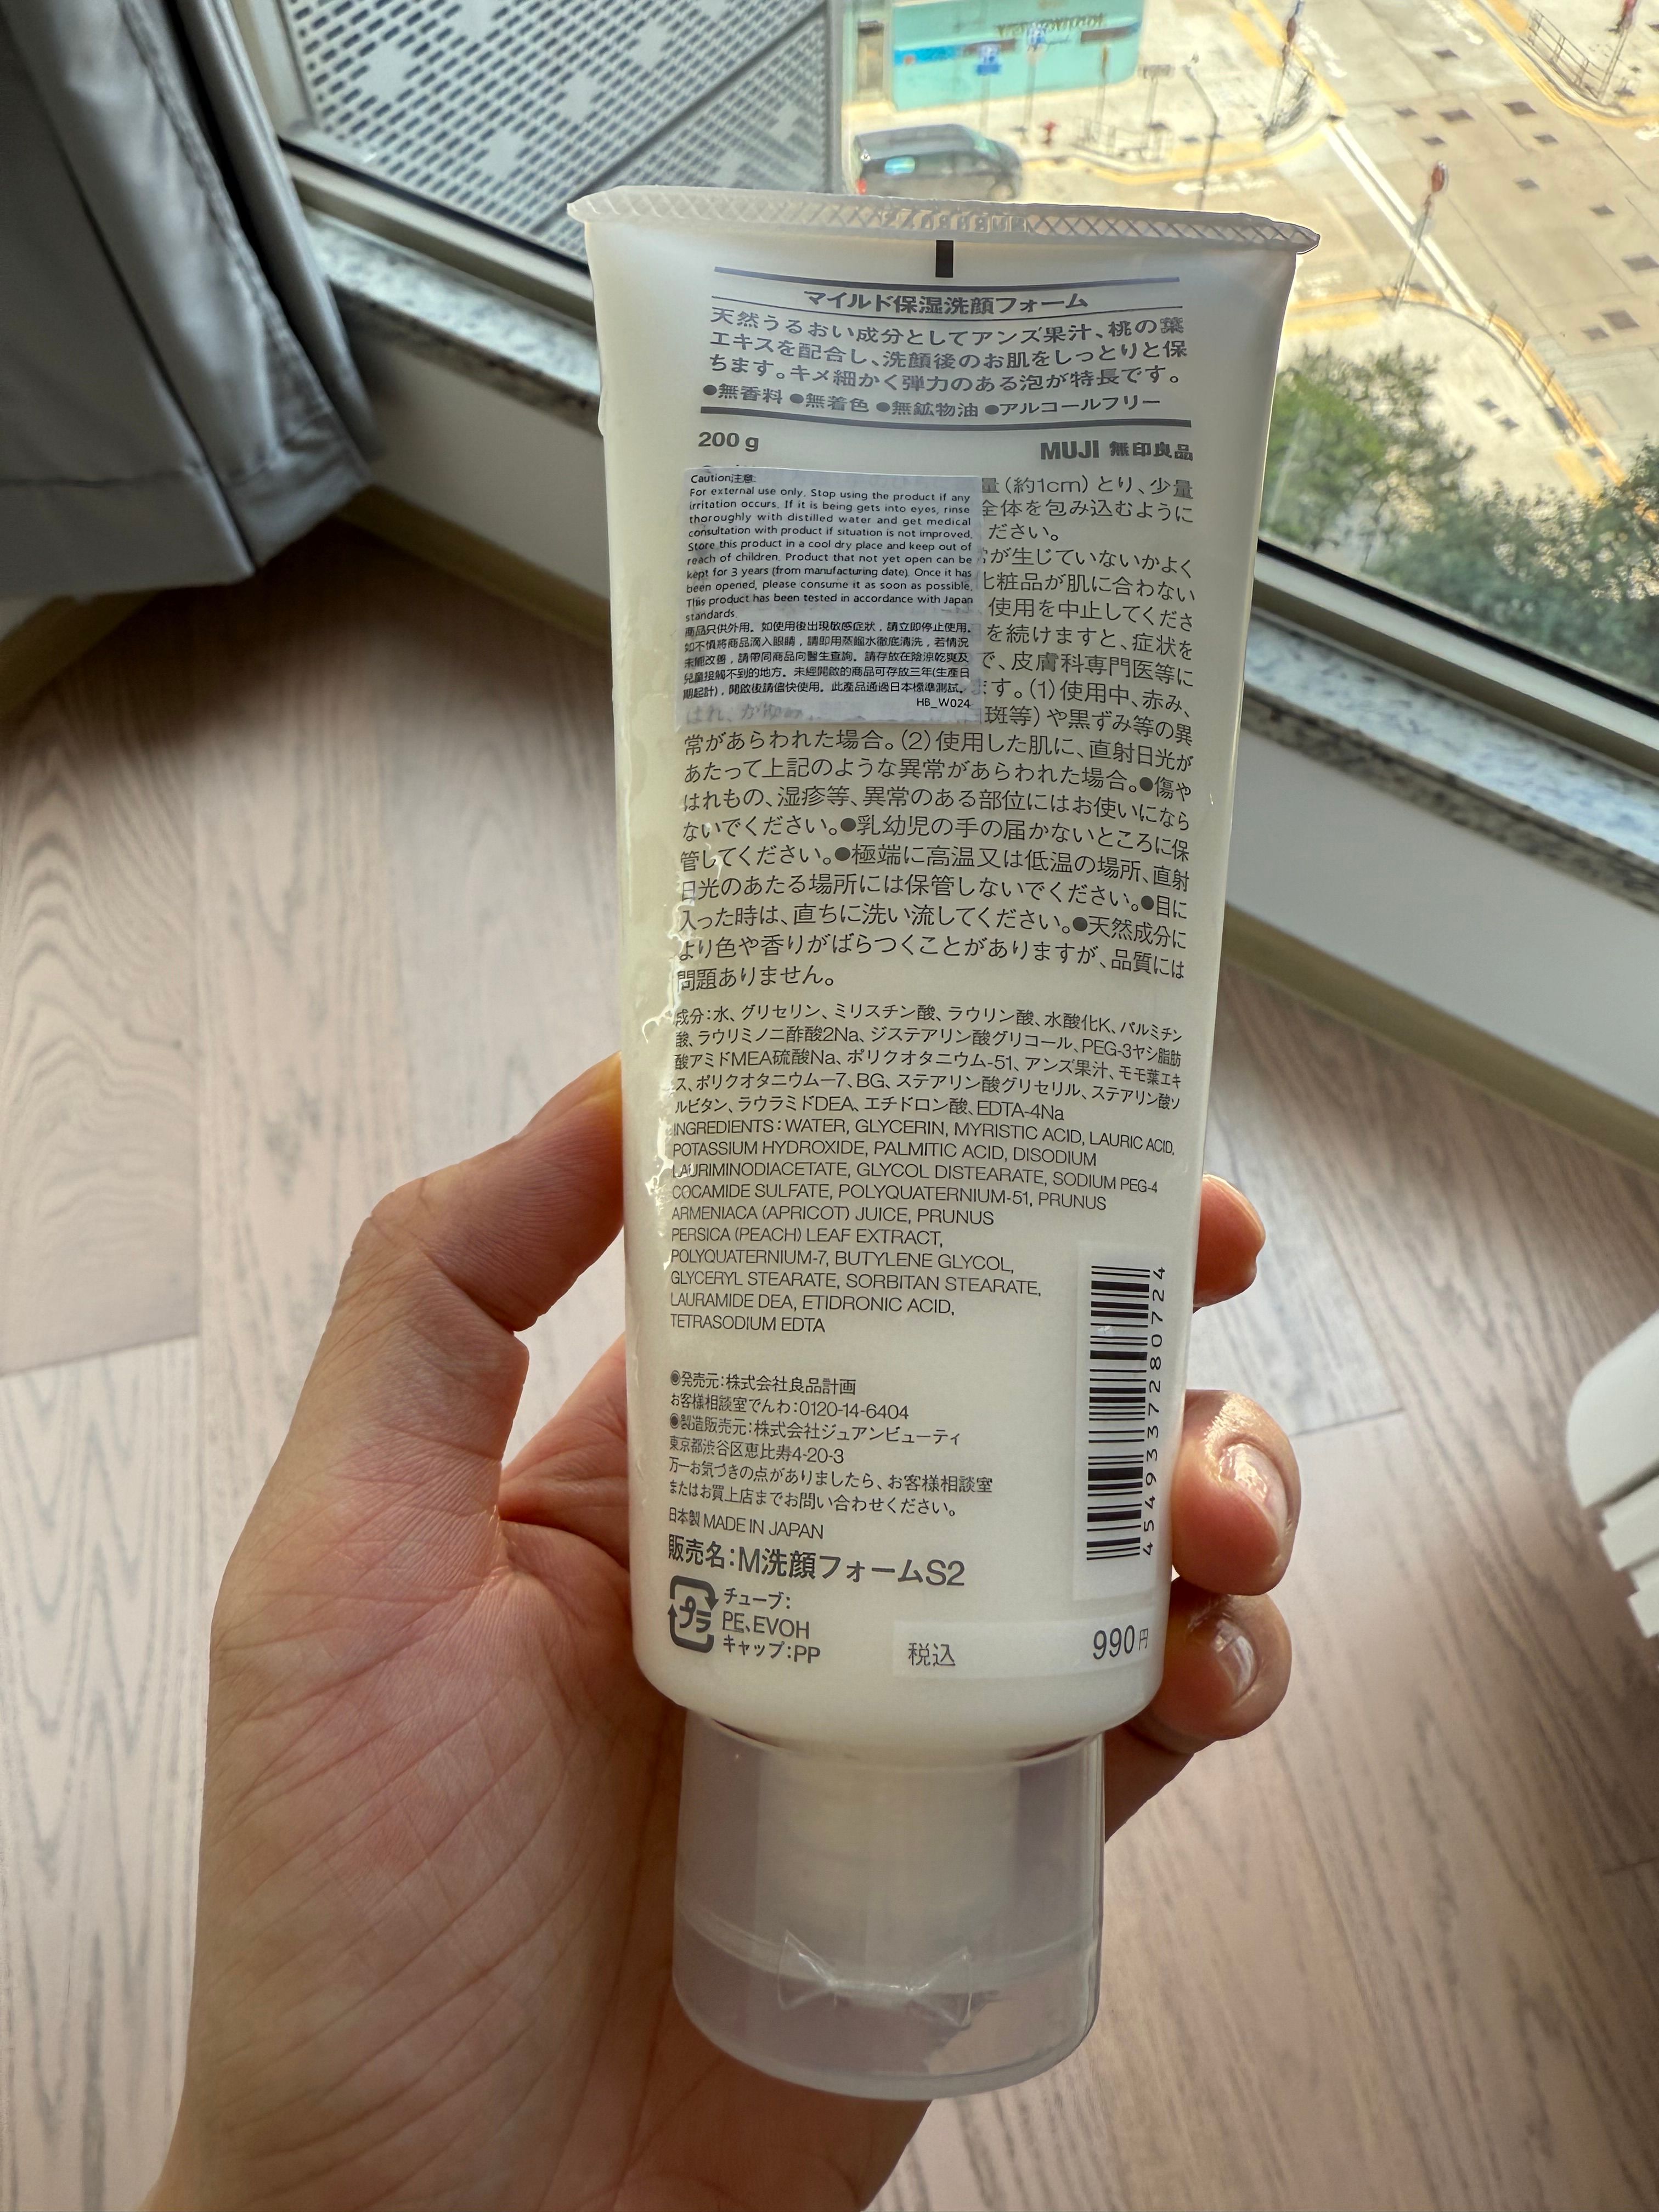 マイルド保湿洗顔フォーム
天然うるおい成分としてアンズ果汁、桃の葉
エキスを配合し、洗顔後のお肌をしっとりと保
ちます。キメ細かく弾力のある泡が特長です。
●無香料 ●無着色 ●無鉱物油 ●アルコールフリー
200 g
MUJI 無印良品
Caution注意:
For external use only. Stop using the product if any
irritation occurs. If it is being gets into eyes, rinse
thoroughly with distilled water and get medical
consultation with product if situation is not improved.
Store this product in a cool dry place and keep out of
reach of children. Product that not yet open can be
kept for 3 years (from manufacturing date). Once it has
been opened, please consume it as soon as possible.
This product has been tested in accordance with Japan
standards.
商品只供外用。如使用後出現敏感症狀，請立即停止使用。
如不慎將商品滴入眼睛，請即用蒸餾水徹底清洗，若情況
未能改善，請帶同商品向醫生查詢。請存放在陰涼乾爽及
兒童接觸不到的地方。未經開啟的商品可存放三年(生產日
期起計)，開啟後請儘快使用。此產品通過日本標準測試。
HB_W024
量（約1cm）とり、少量
全体を包み込むように
ださい。
が生じていないかよく
化粧品が肌に合わない
使用を中止してくださ
を続けますと、症状を
で、皮膚科専門医等に
ます。（1）使用中、赤み、
斑等）や黒ずみ等の異
常があらわれた場合。（2）使用した肌に、直射日光が
あたって上記のような異常があらわれた場合。●傷や
はれもの、湿疹等、異常のある部位にはお使いになら
ないでください。●乳幼児の手の届かないところに保
管してください。●極端に高温又は低温の場所、直射
日光のあたる場所には保管しないでください。●目に
入った時は、直ちに洗い流してください。●天然成分に
より色や香りがばらつくことがありますが、品質には
問題ありません。
成分：水、グリセリン、ミリスチン酸、ラウリン酸、水酸化K、パルミチン
酸、ラウリミノニ酢酸2Na、ジステアリン酸グリコール、PEG-3ヤシ脂肪
酸アミドMEA硫酸Na、ポリクオタニウム-51、アンズ果汁、モモ葉エキ
ス、ポリクオタニウムー7、BG、ステアリン酸グリセリル、ステアリン酸ソ
ルビタン、ラウラミドDEA、エチドロン酸、EDTA-4Na
INGREDIENTS：WATER, GLYCERIN, MYRISTIC ACID, LAURIC ACID,
POTASSIUM HYDROXIDE, PALMITIC ACID, DISODIUM
LAURIMINODIACETATE, GLYCOL DISTEARATE, SODIUM PEG-4
COCAMIDE SULFATE, POLYQUATERNIUM-51, PRUNUS
ARMENIACA (APRICOT) JUICE, PRUNUS
PERSICA (PEACH) LEAF EXTRACT,
POLYQUATERNIUM-7, BUTYLENE GLYCOL,
GLYCERYL STEARATE, SORBITAN STEARATE,
LAURAMIDE DEA, ETIDRONIC ACID,
TETRASODIUM EDTA
4549337280724
◉発売元：株式会社良品計画
お客様相談室でんわ：0120-14-6404
◉製造販売元：株式会社ジュアンビューティ
東京都渋谷区恵比寿4-20-3
万一お気づきの点がありましたら、お客様相談室
またはお買上店までお問い合わせください。
日本製 MADE IN JAPAN
販売名：M洗顔フォームS2
プラ
チューブ：
PE、EVOH
キャップ：PP
税込 990円